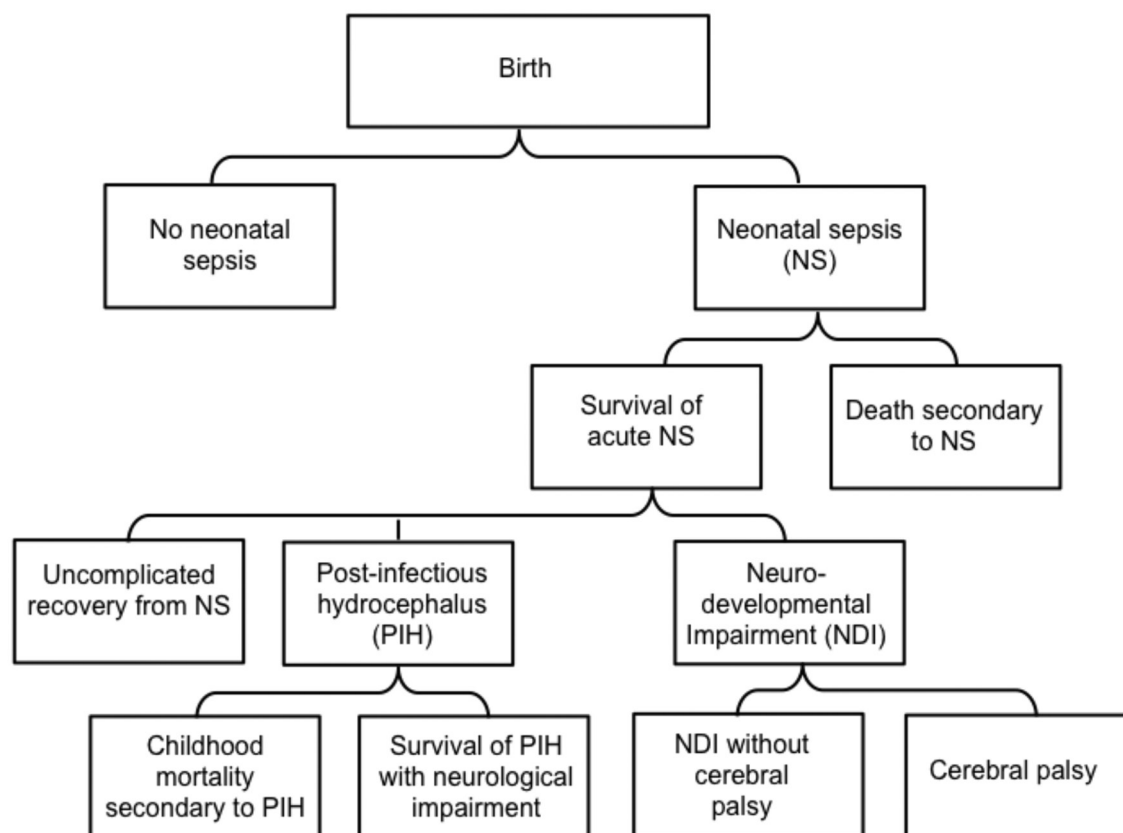 Birth
No neonatal
sepsis
Neonatal sepsis
(NS)
Survival of
acute NS
Death secondary
to NS
Uncomplicated
recovery from NS
Post-infectious
hydrocephalus
(PIH)
Neuro-
developmental
Impairment (NDI)
Childhood
mortality
secondary to PIH
Survival of PIH
with neurological
impairment
NDI without
cerebral
palsy
Cerebral palsy